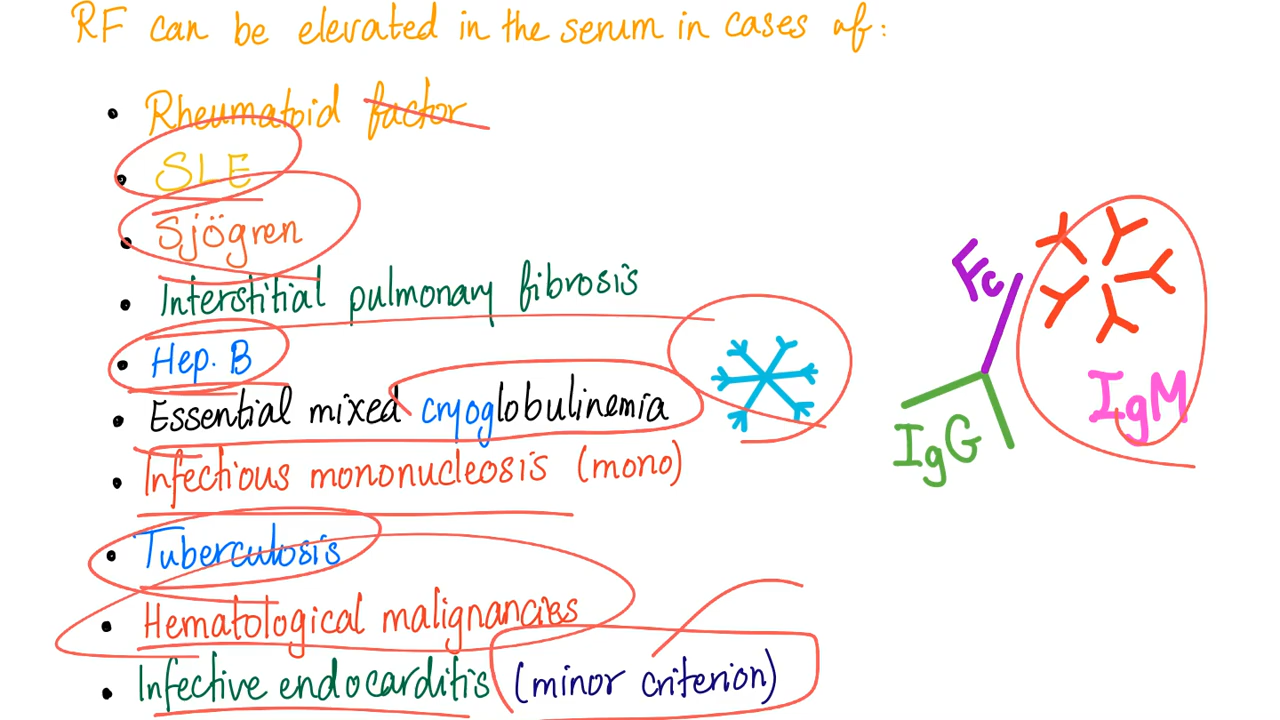 RF can be elevated in the serum in cases of:
• Rheumatoid factor
• SLE
• Sjögren
• Interstitial pulmonary fibrosis
• Hep. B
• Essential mixed cryoglobulinemia
• Infectious mononucleosis (mono)
• Tuberculosis
• Hematological malignancies
• Infective endocarditis (minor criterion)
Fc
IgM
IgG